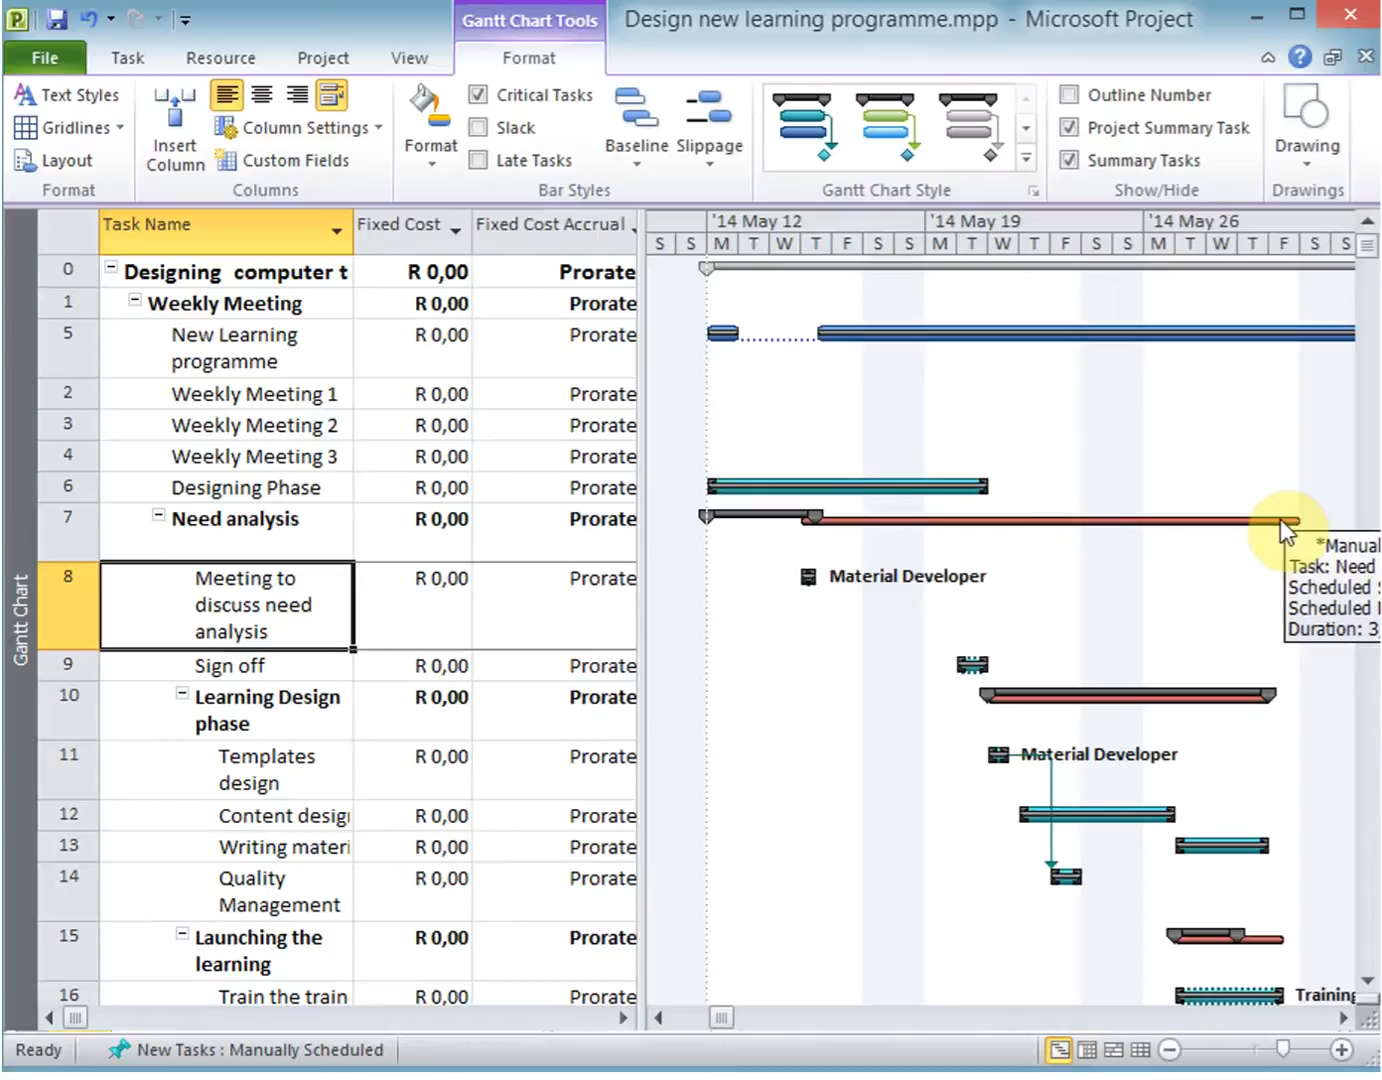 Gantt Chart Tools
Design new learning programme.mpp - Microsoft Project
File Task Resource Project View Format
Text Styles
Gridlines
Layout
Format
Insert Column
Column Settings
Custom Fields
Columns
Format
Critical Tasks
Slack
Late Tasks
Baseline
Slippage
Bar Styles
Gantt Chart Style
Outline Number
Project Summary Task
Summary Tasks
Show/Hide
Drawing
Drawings
Task Name Fixed Cost Fixed Cost Accrual
'14 May 12 '14 May 19 '14 May 26
S S M T W T F S S M T W T F S S M T W T F S S
0 Designing computer t R 0,00 Prorate
1 Weekly Meeting R 0,00 Prorate
5 New Learning R 0,00 Prorate
programme
2 Weekly Meeting 1 R 0,00 Prorate
3 Weekly Meeting 2 R 0,00 Prorate
4 Weekly Meeting 3 R 0,00 Prorate
6 Designing Phase R 0,00 Prorate
7 Need analysis R 0,00 Prorate
*Manual
Task: Need
Scheduled S
Scheduled
Duration: 3,
8 Meeting to R 0,00 Prorate Material Developer
discuss need
analysis
9 Sign off R 0,00 Prorate
10 Learning Design R 0,00 Prorate
phase
11 Templates R 0,00 Prorate Material Developer
design
12 Content desig R 0,00 Prorate
13 Writing materi R 0,00 Prorate
14 Quality R 0,00 Prorate
Management
15 Launching the R 0,00 Prorate
learning
16 Train the train R 0,00 Prorate Training
Gantt Chart
Ready New Tasks : Manually Scheduled